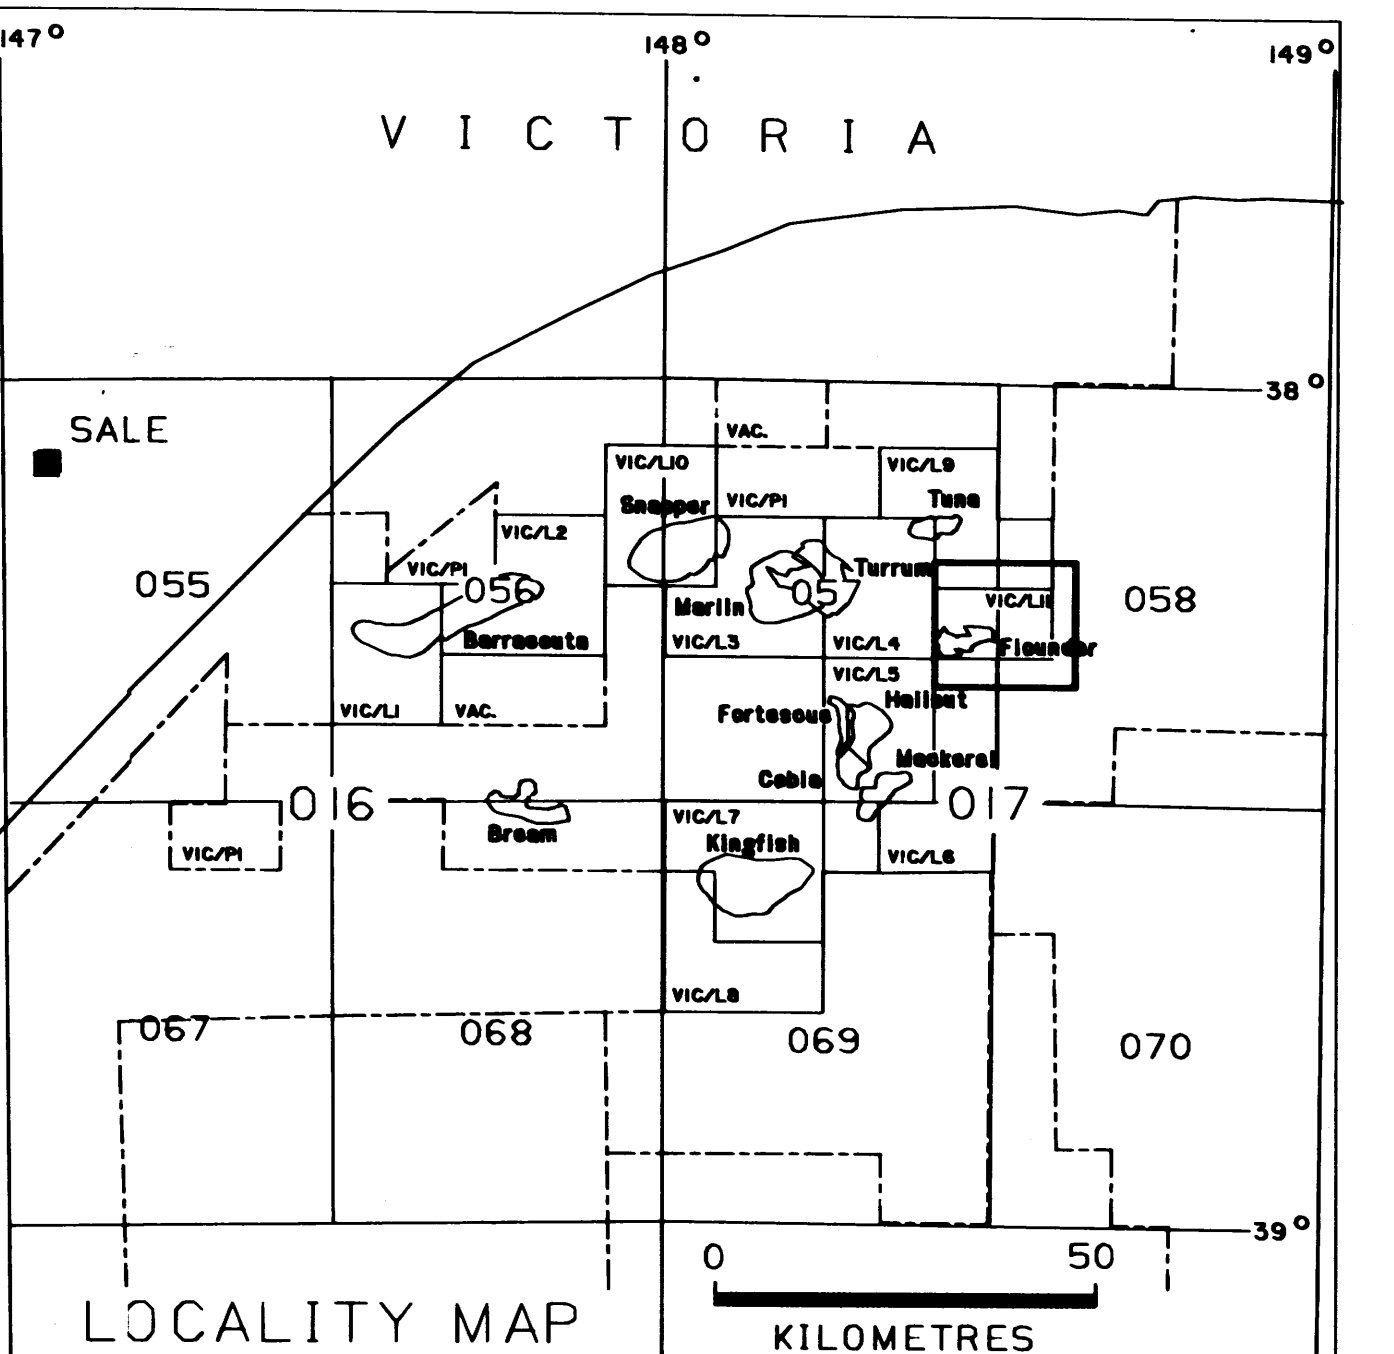 147°
148°
149°
VICTORIA
38°
SALE
VAC.
VIC/L10
VIC/L9
Snapper
VIC/P1
Tuna
VIC/L2
VIC/P1
Turrum
055
056
05
058
VIC/L11
Marlin
Barracouta
VIC/L3
VIC/L4
Flounder
VIC/L5
Halibut
VIC/L1
VAC.
Fortescue
Mackerel
Cobia
016
017
Bream
VIC/L7
Kingfish
VIC/P1
VIC/L6
VIC/L8
067
068
069
070
39°
0
50
LOCALITY MAP
KILOMETRES